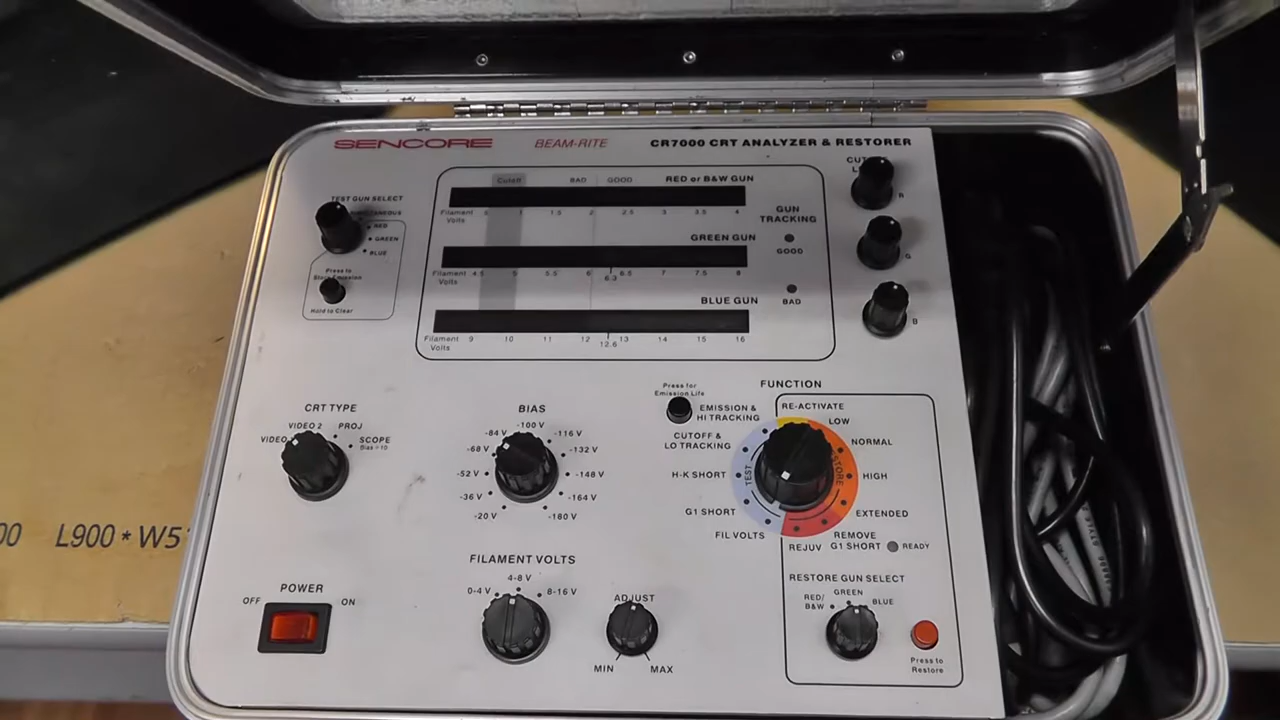 SENCORE BEAM-RITE CR7000 CRT ANALYZER & RESTORER
TEST GUN SELECT
RED
GREEN
BLUE
Press to
Hold to Clear
Cutoff BAD GOOD RED or B&W GUN
Filament
Volts
1 1.5 2 2.5 3 3.5 4
GREEN GUN
Filament
Volts
4.5 5 5.5 6 6.3 6.5 7 7.5 8
BLUE GUN
Filament
Volts
9 10 11 12 12.6 13 14 15 16
GUN
TRACKING
GOOD
BAD
R
G
B
CRT TYPE
VIDEO 2
PROJ
SCOPE
BIAS
-100 V
-84 V
-116 V
-68 V
-132 V
-52 V
-148 V
-36 V
-164 V
-20 V
-180 V
Press for
Emission Life
FUNCTION
EMISSION &
HI TRACKING
CUTOFF &
LO TRACKING
H-K SHORT
G1 SHORT
FIL VOLTS
TEST
RE-ACTIVATE
LOW
NORMAL
HIGH
EXTENDED
REMOVE
G1 SHORT
REJUV
READY
RESTORE GUN SELECT
RED/
B&W
GREEN
BLUE
Press to
Restore
POWER
OFF
ON
FILAMENT VOLTS
0-4 V
4-8 V
8-16 V
ADJUST
MIN
MAX
L900 * W5